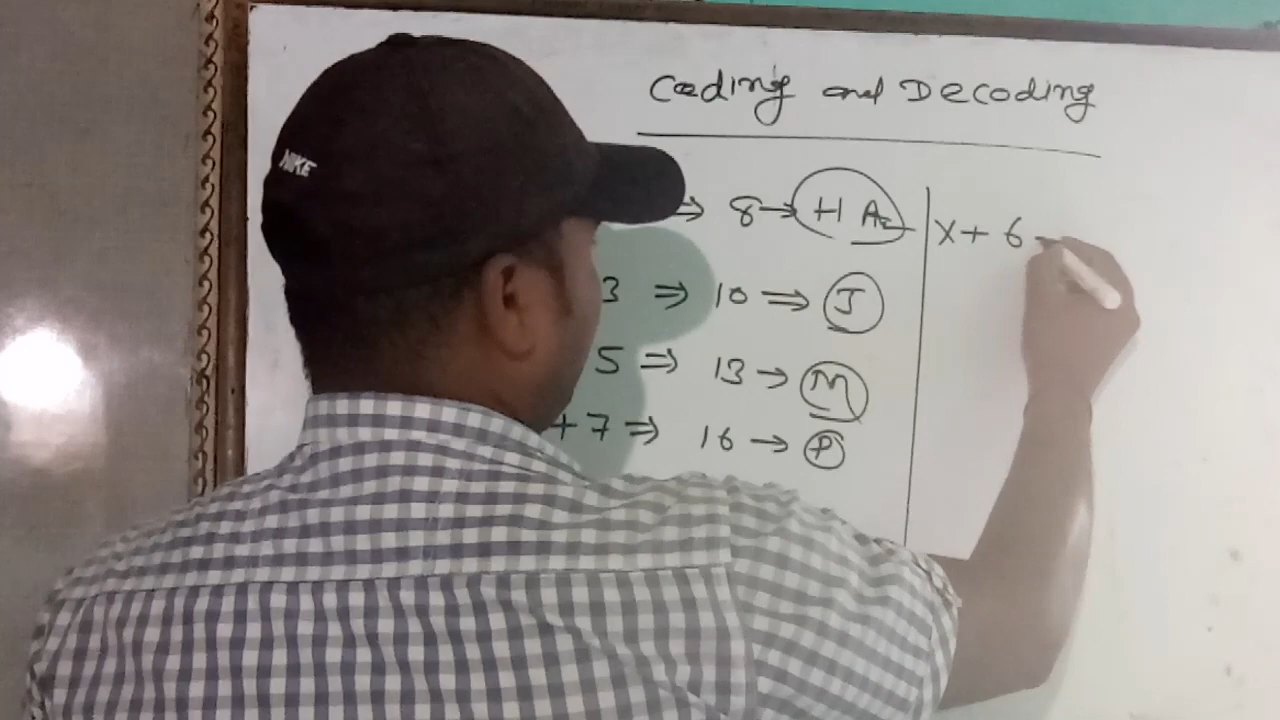 Coding and Decoding
⇒ 8 → H
X + 6
3 ⇒ 10 ⇒ J
5 ⇒ 13 → M
+ 7 ⇒ 16 → P
NIKE